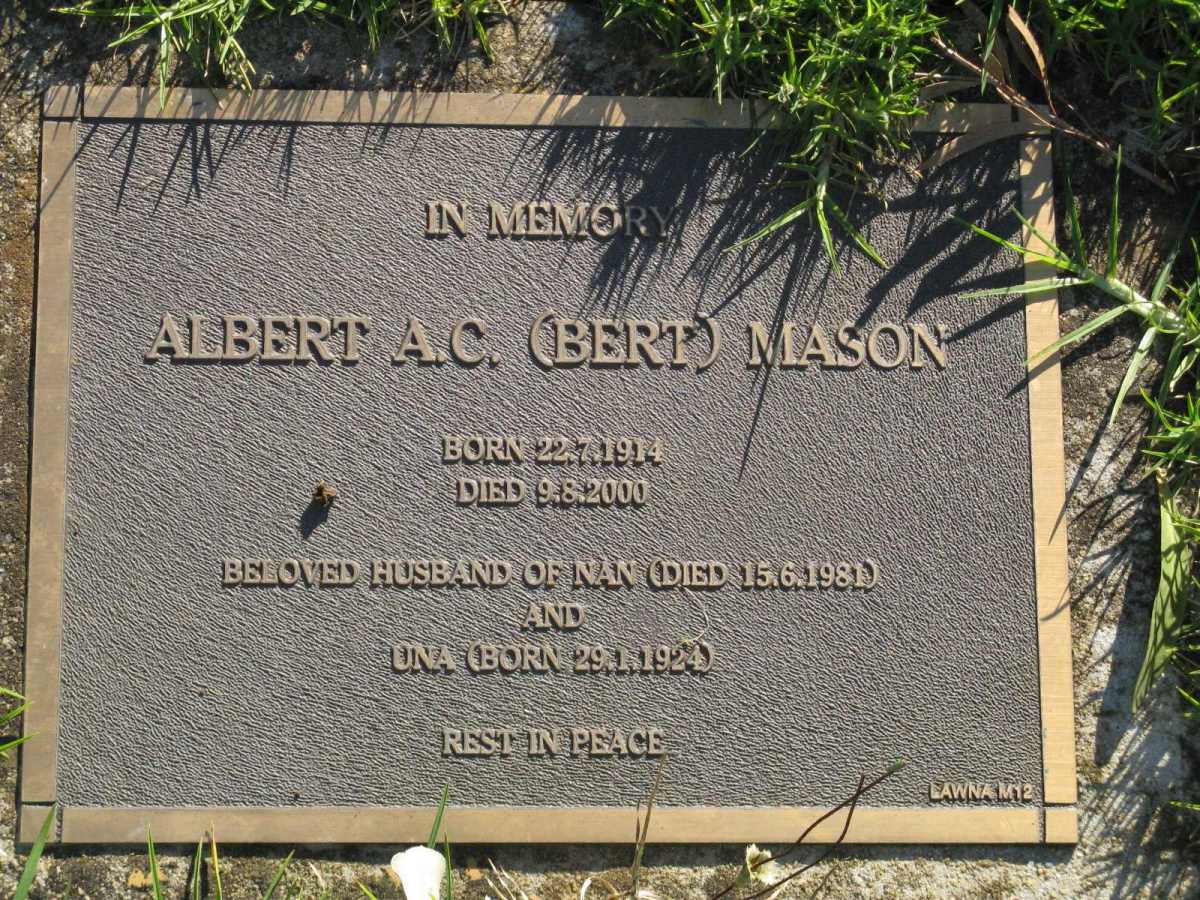 IN MEMORY
ALBERT A.C. (BERT) MASON
BORN 22.7.1914
DIED 9.8.2000
BELOVED HUSBAND OF NAN (DIED 15.6.1981)
AND
UNA (BORN 29.1.1924)
REST IN PEACE
LAWNA M12